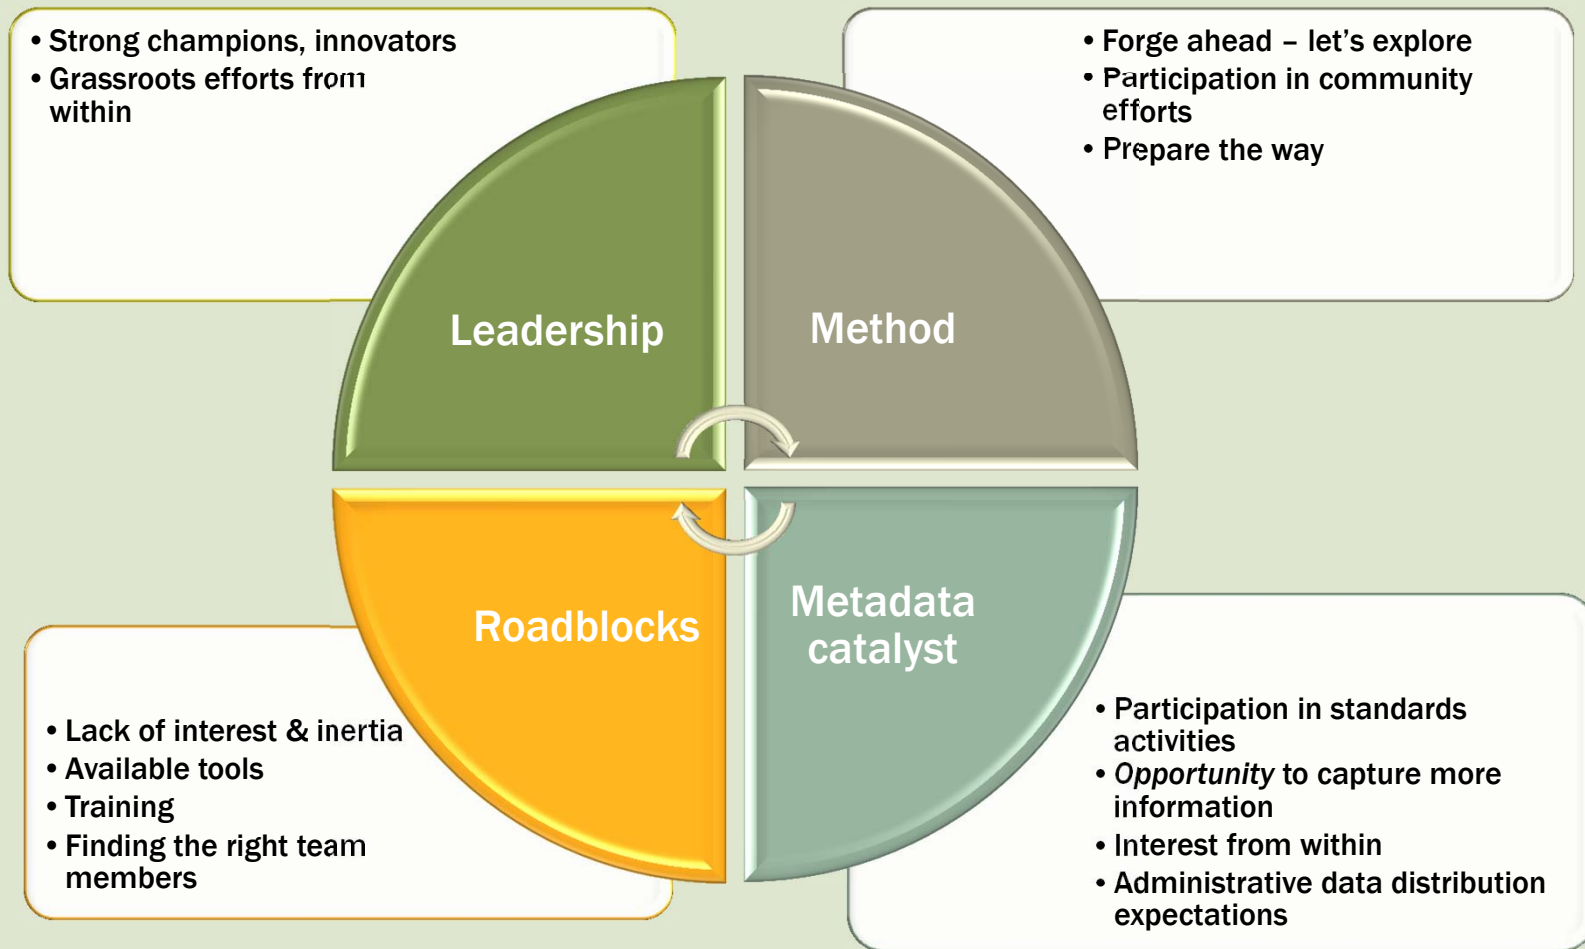 • Strong champions, innovators
• Grassroots efforts from
within
• Forge ahead – let's explore
• Participation in community
efforts
• Prepare the way
Leadership
Method
Roadblocks
Metadata
catalyst
• Lack of interest & inertia
• Available tools
• Training
• Finding the right team
members
• Participation in standards
activities
• Opportunity to capture more
information
• Interest from within
• Administrative data distribution
expectations